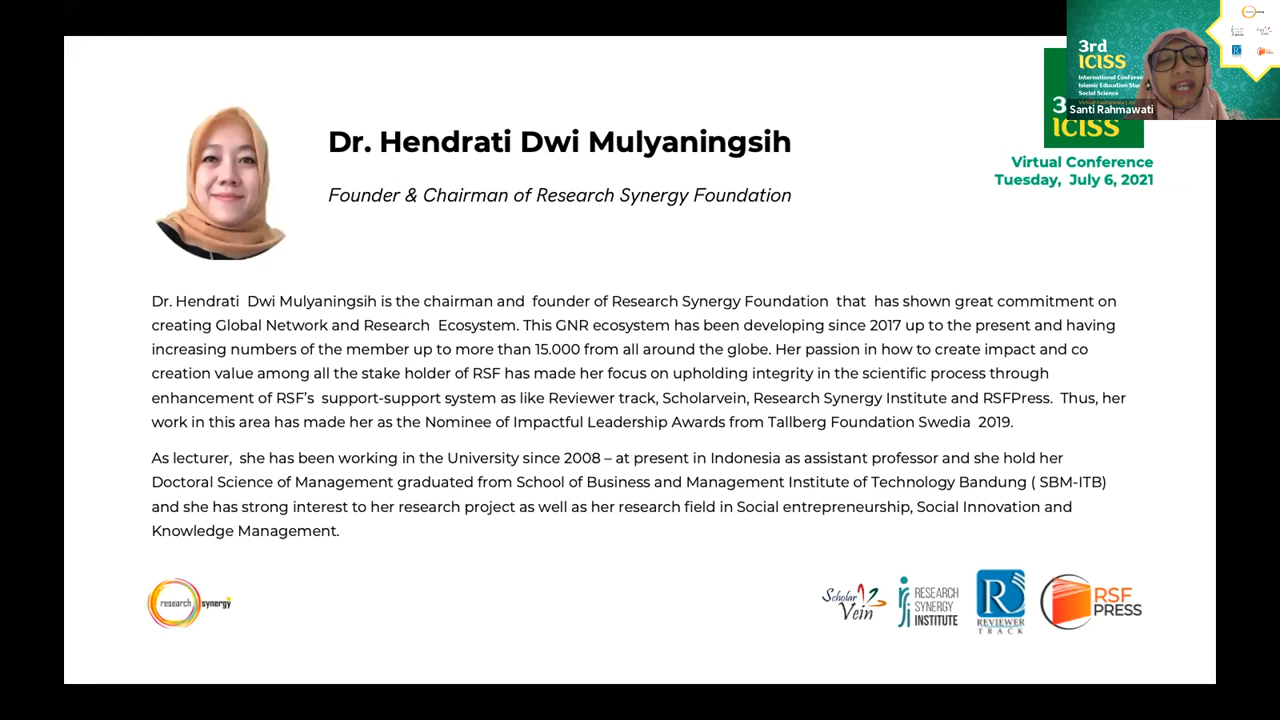 3rd
ICISS
International Conference
Islamic Education
Social Science
Santi Rahmawati
ICISS
Virtual Conference
Tuesday, July 6, 2021
Dr. Hendrati Dwi Mulyaningsih
Founder & Chairman of Research Synergy Foundation
Dr. Hendrati Dwi Mulyaningsih is the chairman and founder of Research Synergy Foundation that has shown great commitment on
creating Global Network and Research Ecosystem. This GNR ecosystem has been developing since 2017 up to the present and having
increasing numbers of the member up to more than 15.000 from all around the globe. Her passion in how to create impact and co
creation value among all the stake holder of RSF has made her focus on upholding integrity in the scientific process through
enhancement of RSF’s support-support system as like Reviewer track, Scholarvein, Research Synergy Institute and RSFPress. Thus, her
work in this area has made her as the Nominee of Impactful Leadership Awards from Tallberg Foundation Swedia 2019.
As lecturer, she has been working in the University since 2008 – at present in Indonesia as assistant professor and she hold her
Doctoral Science of Management graduated from School of Business and Management Institute of Technology Bandung ( SBM-ITB)
and she has strong interest to her research project as well as her research field in Social entrepreneurship, Social Innovation and
Knowledge Management.
research synergy
Scholar
Vein
RESEARCH
SYNERGY
INSTITUTE
R
REVIEWER
TRACK
RSF
PRESS